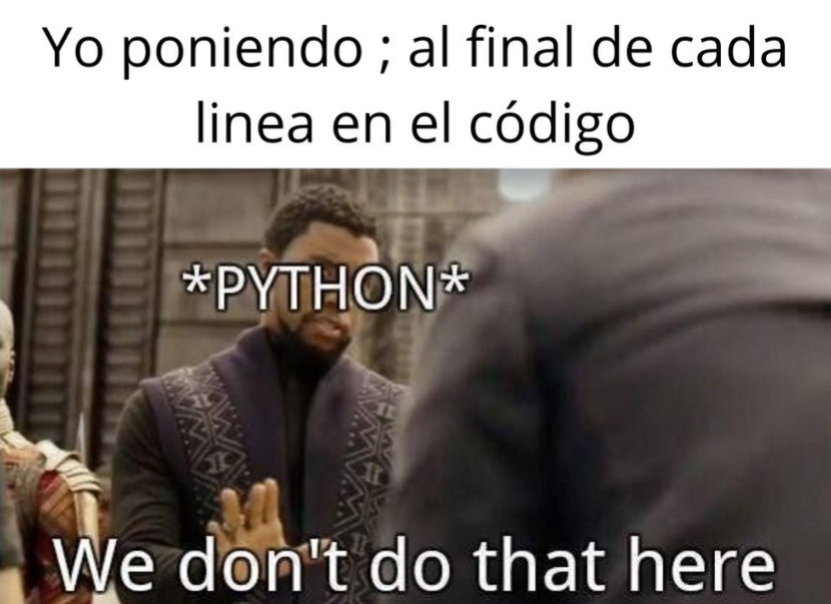 Yo poniendo ; al final de cada
linea en el código
*PYTHON*
We don't do that here